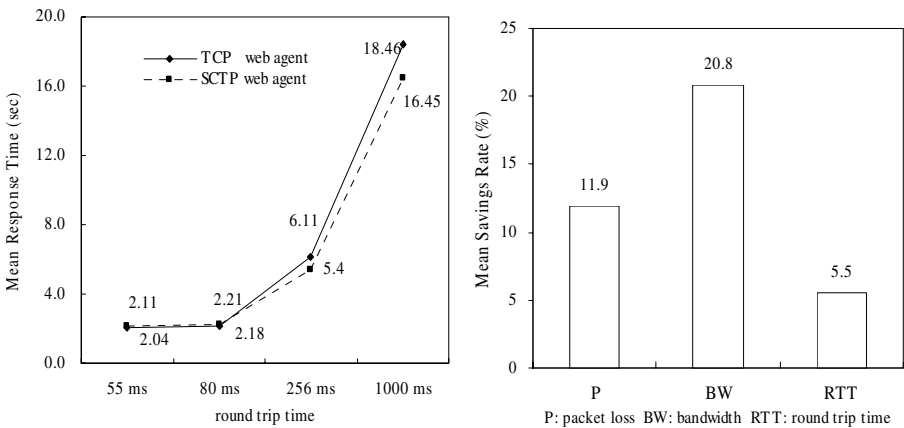 20.0
16.0
12.0
8.0
4.0
0.0
Mean Response Time (sec)
TCP web agent
SCTP web agent
18.46
16.45
6.11
5.4
2.11
2.04
2.21
2.18
55 ms 80 ms 256 ms 1000 ms
round trip time
25
20
15
10
5
0
Mean Savings Rate (%)
11.9
20.8
5.5
P BW RTT
P: packet loss BW: bandwidth RTT: round trip time